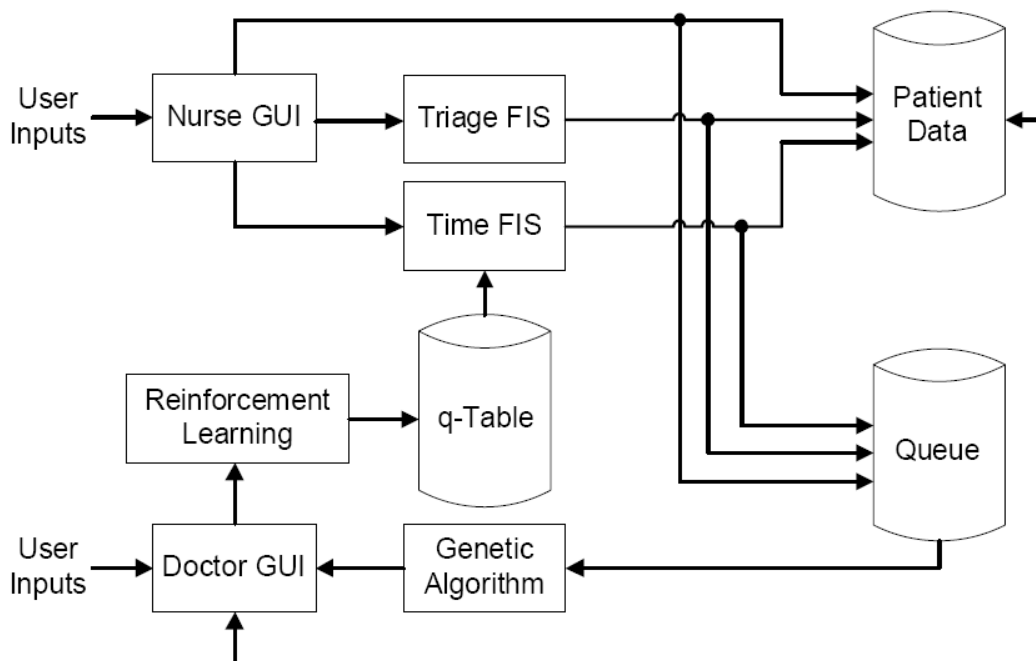 User
Inputs
Nurse GUI
Triage FIS
Patient
Data
Time FIS
Reinforcement
Learning
q-Table
Queue
User
Inputs
Doctor GUI
Genetic
Algorithm